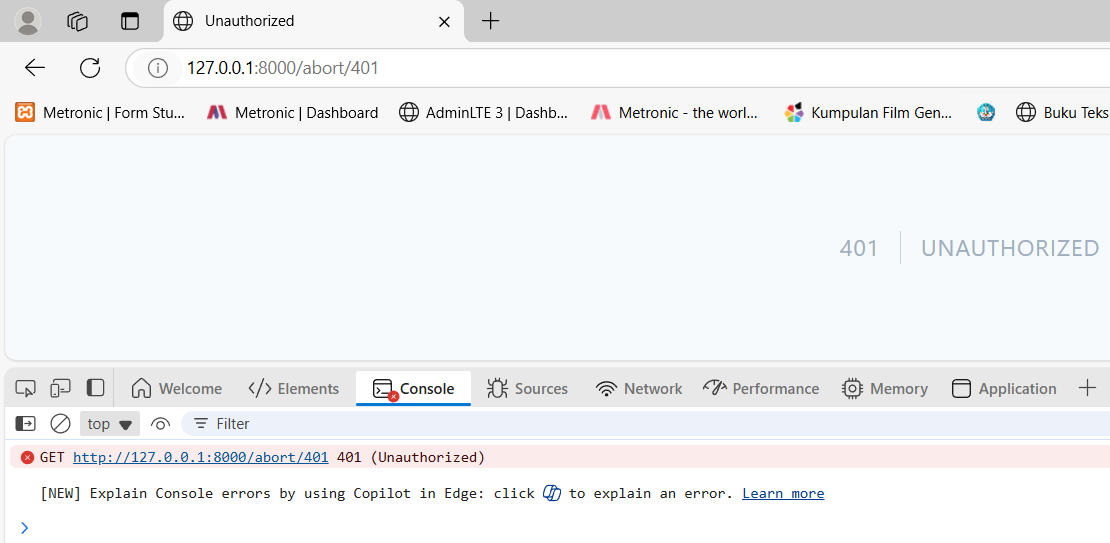 Unauthorized
127.0.0.1:8000/abort/401
Metronic | Form Stu... Metronic | Dashboard AdminLTE 3 | Dashb... Metronic - the worl... Kumpulan Film Gen... Buku Teks
401 UNAUTHORIZED
Welcome Elements Console Sources Network Performance Memory Application
top Filter
GET http://127.0.0.1:8000/abort/401 401 (Unauthorized)
[NEW] Explain Console errors by using Copilot in Edge: click to explain an error. Learn more